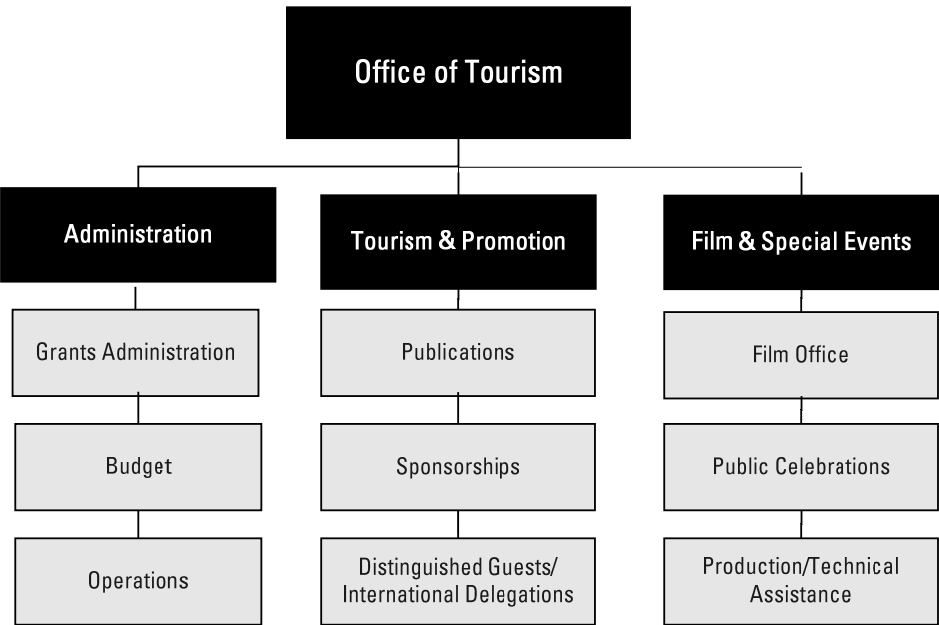 Office of Tourism
Administration
Tourism & Promotion
Film & Special Events
Grants Administration
Publications
Film Office
Budget
Sponsorships
Public Celebrations
Operations
Distinguished Guests/
International Delegations
Production/Technical
Assistance